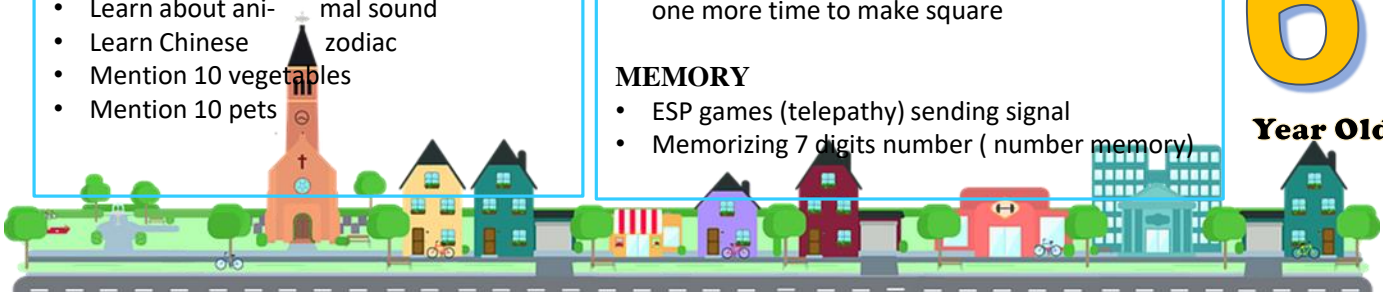 • Learn about ani- mal sound
• Learn Chinese zodiac
• Mention 10 vegetables
• Mention 10 pets
one more time to make square
MEMORY
• ESP games (telepathy) sending signal
• Memorizing 7 digits number ( number memory)
6
Year Old